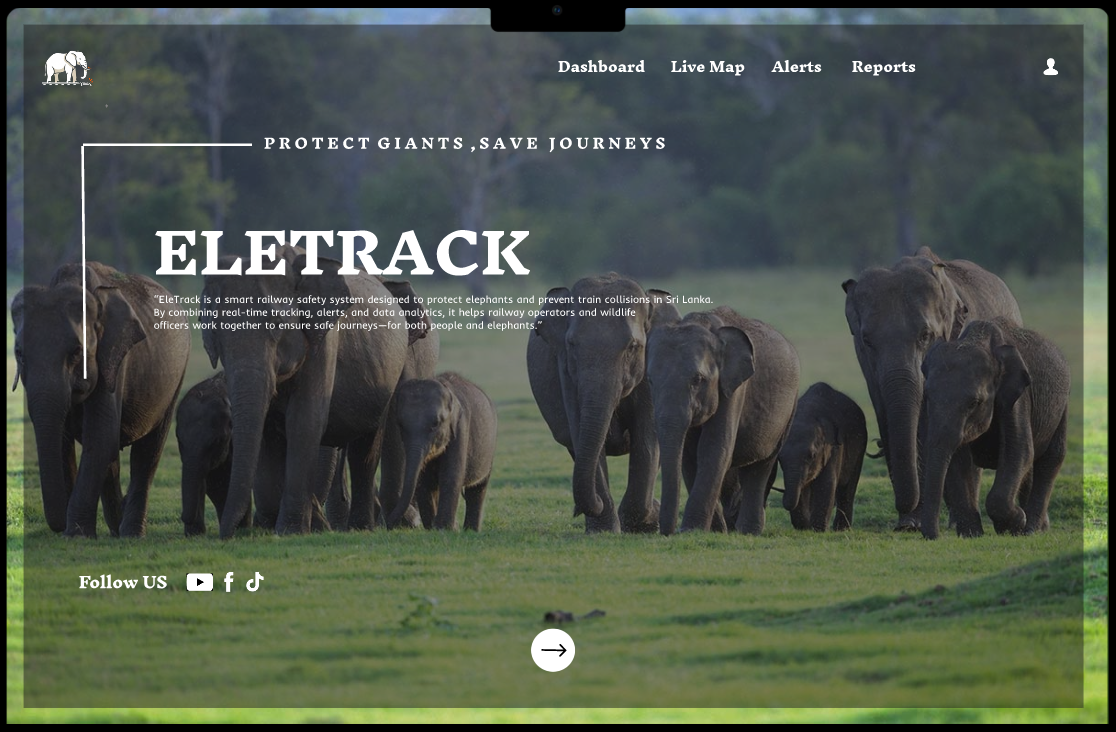 Dashboard Live Map Alerts Reports
PROTECT GIANTS ,SAVE JOURNEYS
ELETRACK
“EleTrack is a smart railway safety system designed to protect elephants and prevent train collisions in Sri Lanka.
By combining real-time tracking, alerts, and data analytics, it helps railway operators and wildlife
officers work together to ensure safe journeys—for both people and elephants.”
Follow US